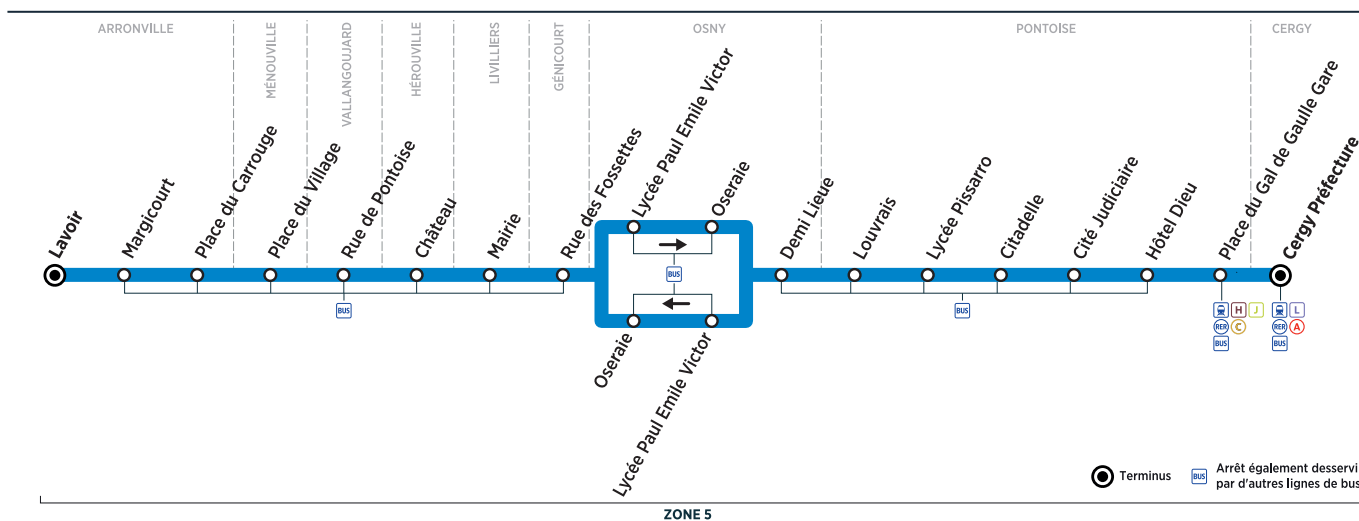 ARRONVILLE
MÉNOUVILLE
VALLANGOUJARD
HÉROUVILLE
LIVILLIERS
GÉNICOURT
OSNY
PONTOISE
CERGY
Lavoir
Margicourt
Place du Carrouge
Place du Village
Rue de Pontoise
Château
Mairie
Rue des Fossettes
Lycée Paul Emile Victor
Oseraie
Oseraie
Lycée Paul Emile Victor
Demi Lieue
Louvrais
Lycée Pissarro
Citadelle
Cité Judiciaire
Hôtel Dieu
Place du Gal de Gaulle Gare
Cergy Préfecture
BUS
BUS
BUS
H J
RER C
BUS
L
RER A
BUS
Terminus
BUS
Arrêt également desservi
par d'autres lignes de bus
ZONE 5